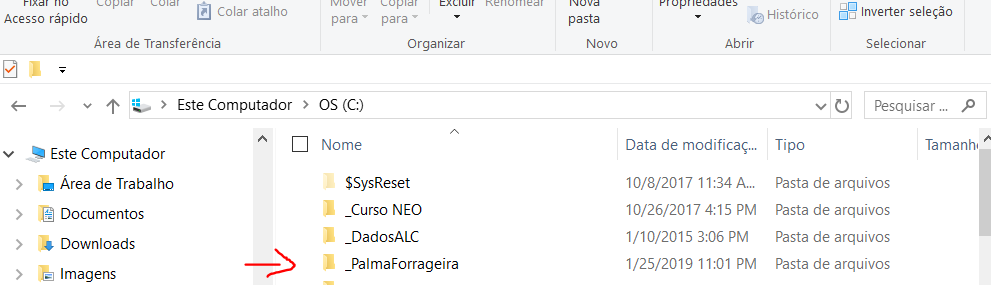 Fixar no
Acesso rápido
Copiar
Colar
Colar atalho
Mover
para
Copiar
para
Excluir
Renomear
Nova
pasta
Propriedades
Histórico
Inverter seleção
Área de Transferência
Organizar
Novo
Abrir
Selecionar
Este Computador > OS (C:)
Pesquisar ...
Este Computador
Área de Trabalho
Documentos
Downloads
Imagens
Nome Data de modificaç... Tipo Tamanho
$SysReset 10/8/2017 11:34 A... Pasta de arquivos
_Curso NEO 10/26/2017 4:15 PM Pasta de arquivos
_DadosALC 1/10/2015 3:06 PM Pasta de arquivos
_PalmaForrageira 1/25/2019 11:01 PM Pasta de arquivos